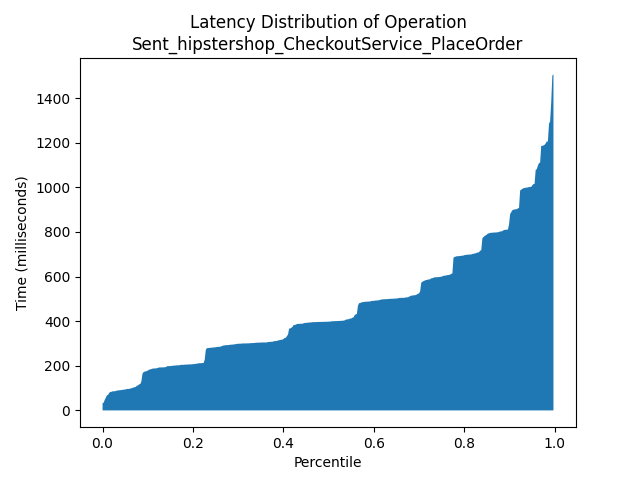 Latency Distribution of Operation
Sent_hipstershop_CheckoutService_PlaceOrder
1400
1200
1000
800
600
400
200
0
Time (milliseconds)
0.0 0.2 0.4 0.6 0.8 1.0
Percentile